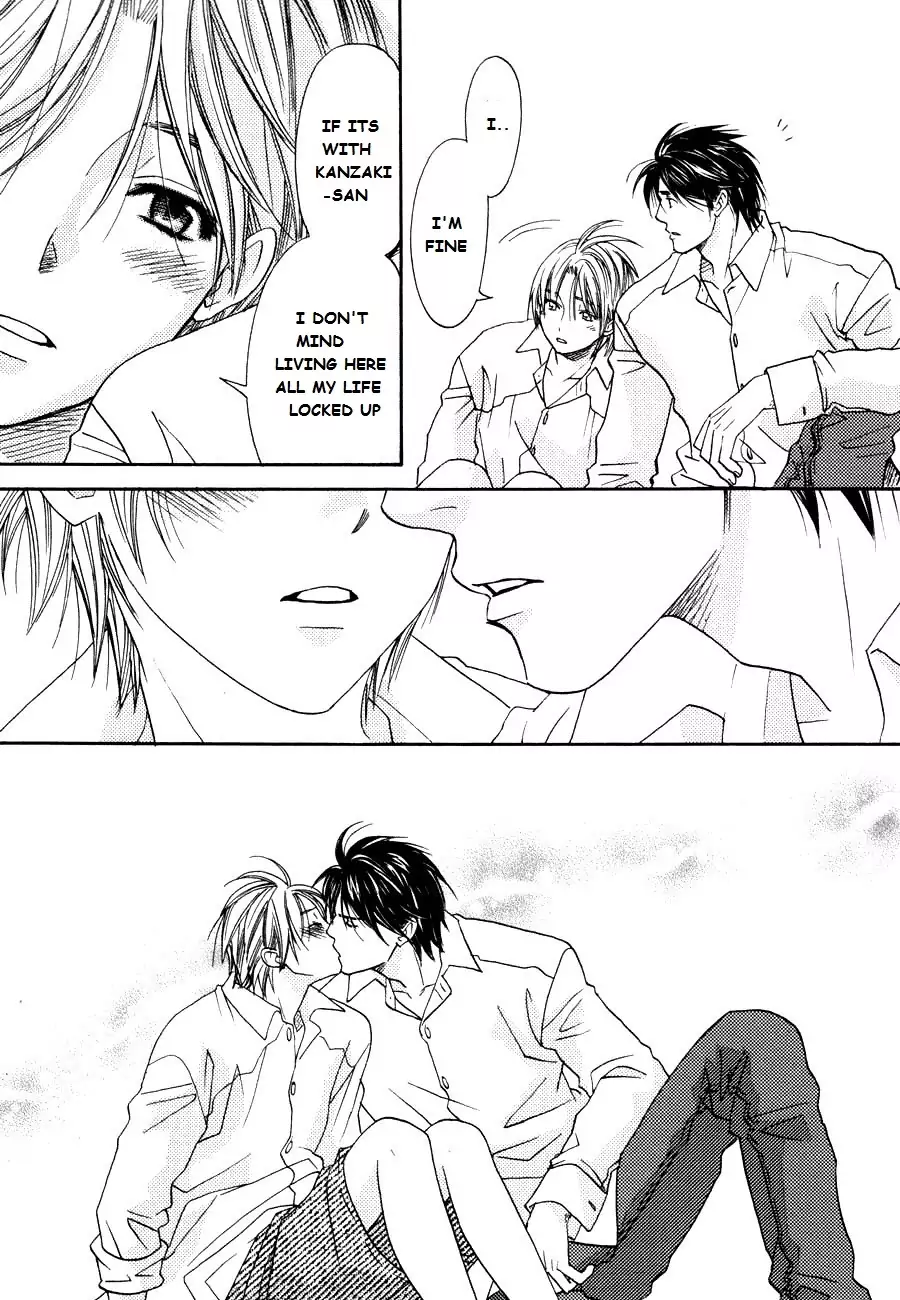 I..
I'M
FINE
IF ITS
WITH
KANZAKI
-SAN
I DON'T
MIND
LIVING HERE
ALL MY LIFE
LOCKED UP